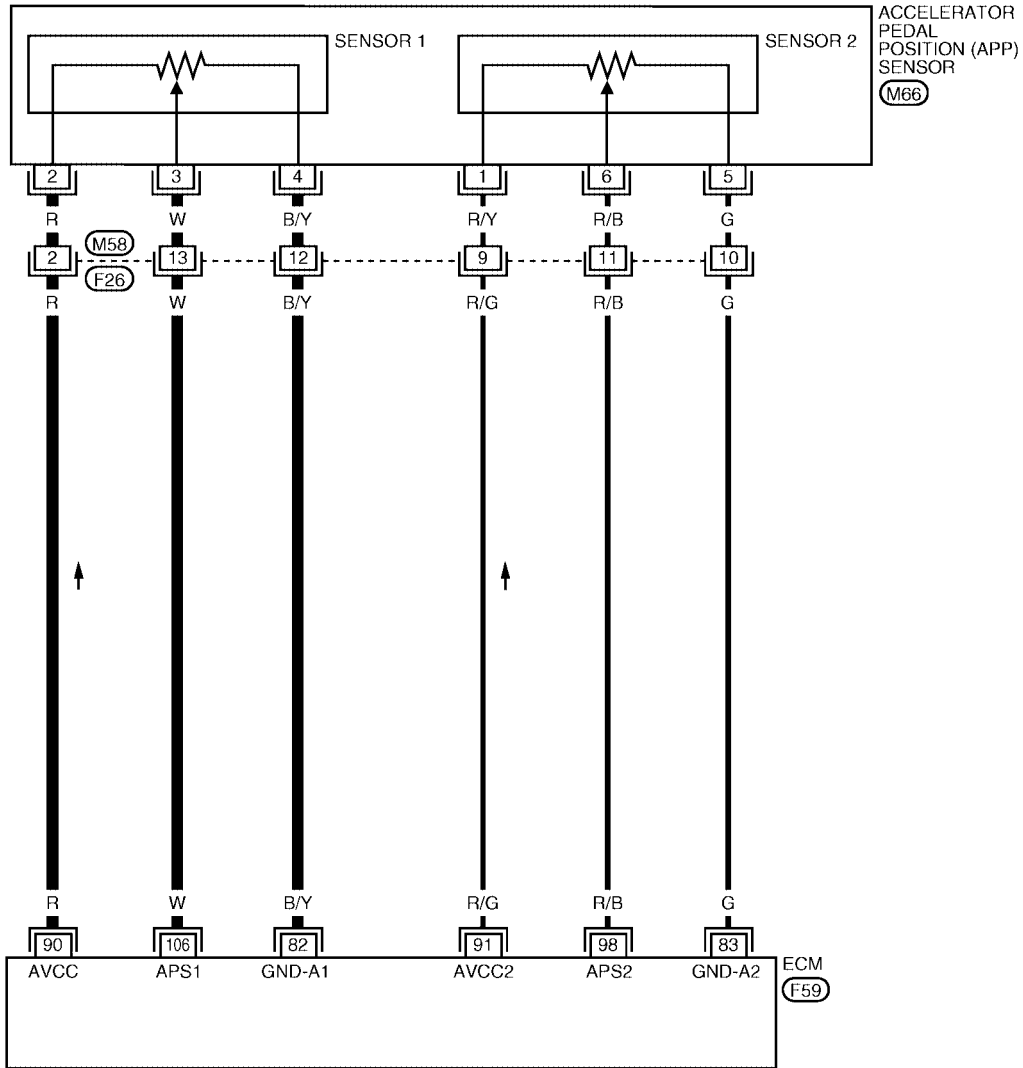 SENSOR 1
SENSOR 2
ACCELERATOR
PEDAL
POSITION (APP)
SENSOR
M66
2 3 4 1 6 5
R W B/Y R/Y R/B G
M58
2 13 12 9 11 10
F26
R W B/Y R/G R/B G
R W B/Y R/G R/B G
90 106 82 91 98 83
AVCC APS1 GND-A1 AVCC2 APS2 GND-A2
ECM
F59